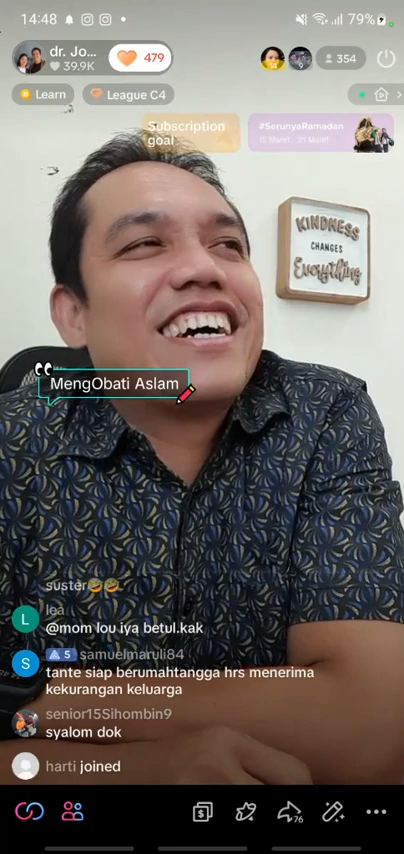 14:48
79%
dr. Jo...
39.9K
479
14
9
354
Learn
League C4
Subscription
goal
#SerunyaRamadan
KINDNESS
CHANGES
Everything
MengObati Aslam
suster
lea
L
@mom lou iya betul.kak
5 samuelmaruli84
S
tante siap berumahtangga hrs menerima
kekurangan keluarga
senior15Sihombin9
syalom dok
harti joined
76